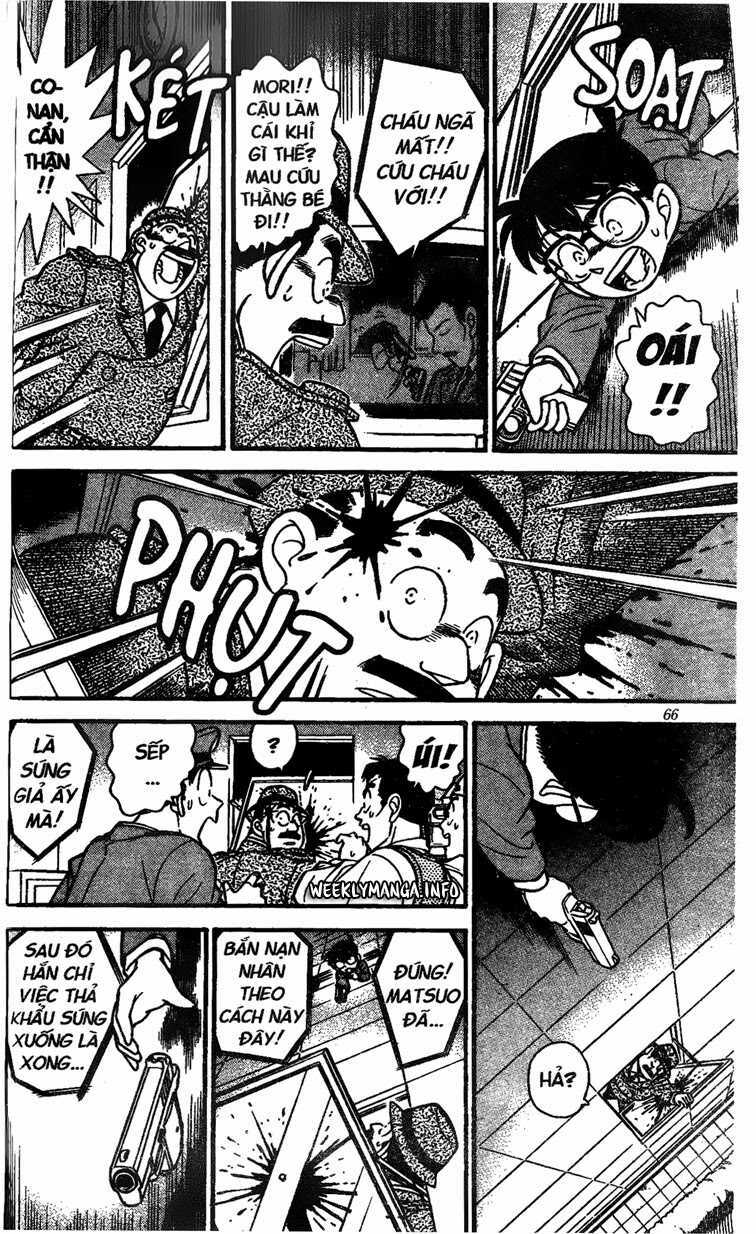 SOẠT
OÁI
!!
CHÁU NGÃ
MẤT!!
CỨU CHÁU
VỚI!!
MORI!!
CẬU LÀM
CÁI KHỈ
GÌ THẾ?
MAU CỨU
THẰNG BÉ
ĐI!!
KÉT
CO-
NAN,
CẨN
THẬN
!!
PHỤT
66
HẢ?
ÚI!
?
SẾP
...
LÀ
SÚNG
GIẢ ẤY
MÀ!
WEEKLYMANGA.INFO
ĐÚNG!
MATSUO
ĐÃ...
BẮN NẠN
NHÂN
THEO
CÁCH NÀY
ĐÂY!
SAU ĐÓ
HẮN CHỈ
VIỆC THẢ
KHẨU SÚNG
XUỐNG LÀ
XONG...